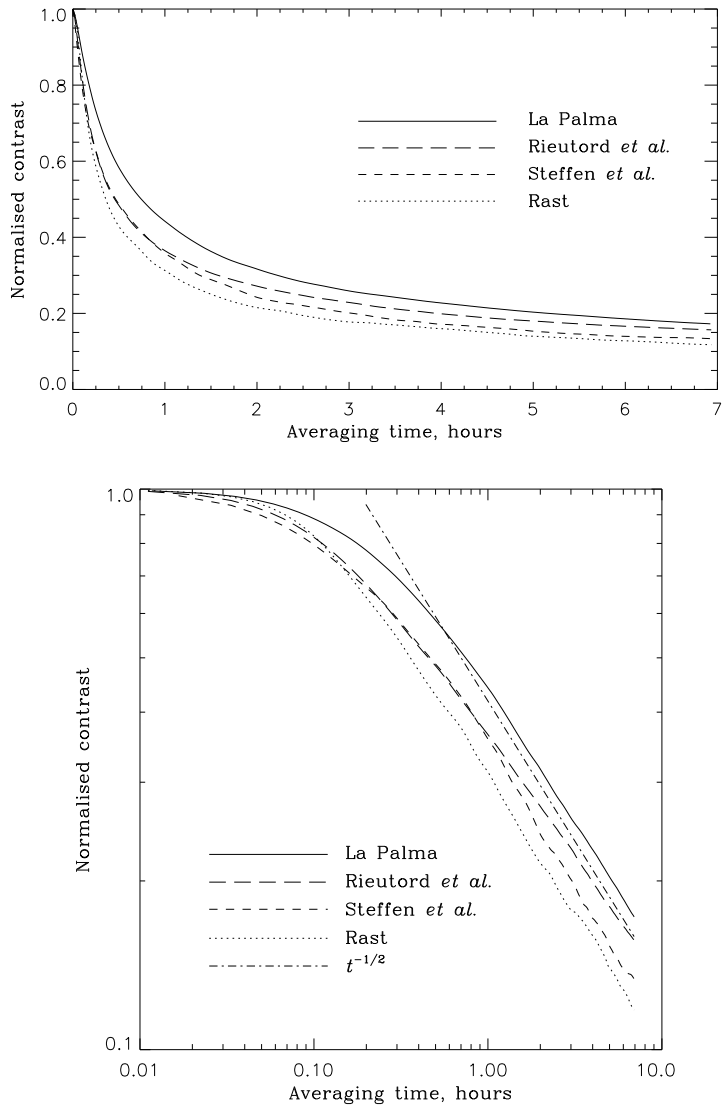 1.0
0.8
0.6
0.4
0.2
0.0
Normalised contrast
La Palma
Rieutord et al.
Steffen et al.
Rast
0 1 2 3 4 5 6 7
Averaging time, hours
1.0
0.1
Normalised contrast
La Palma
Rieutord et al.
Steffen et al.
Rast
t^{-1/2}
0.01 0.10 1.00 10.0
Averaging time, hours